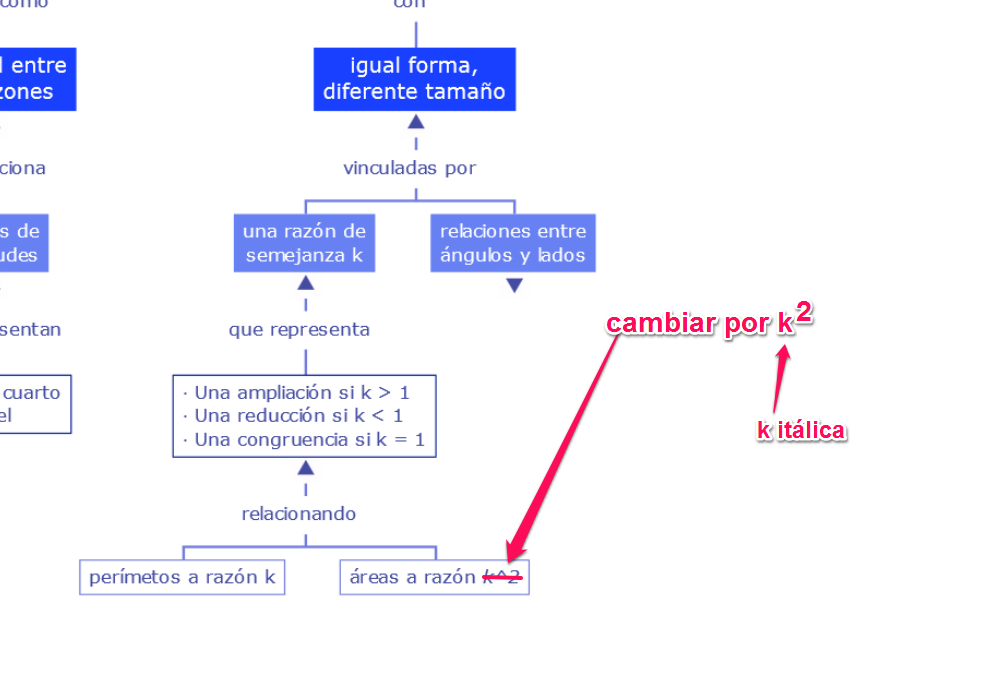 como
con
l entre
zones
igual forma,
diferente tamaño
ciona
vinculadas por
s de
udes
una razón de
semejanza k
relaciones entre
ángulos y lados
sentan
que representa
cambiar por k²
cuarto
el
· Una ampliación si k > 1
· Una reducción si k < 1
· Una congruencia si k = 1
k itálica
relacionando
perímetos a razón k
áreas a razón k^2